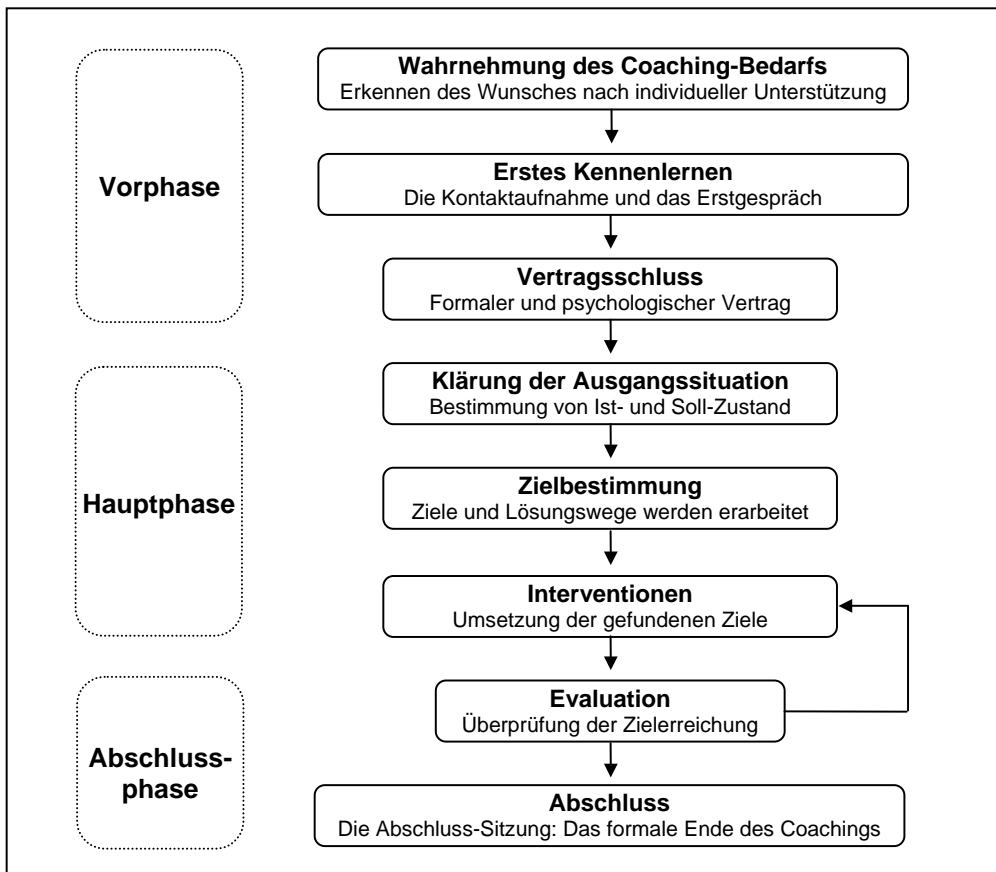 Vorphase
Wahrnehmung des Coaching-Bedarfs
Erkennen des Wunsches nach individueller Unterstützung
Erstes Kennenlernen
Die Kontaktaufnahme und das Erstgespräch
Vertragsschluss
Formaler und psychologischer Vertrag
Hauptphase
Klärung der Ausgangssituation
Bestimmung von Ist- und Soll-Zustand
Zielbestimmung
Ziele und Lösungswege werden erarbeitet
Interventionen
Umsetzung der gefundenen Ziele
Abschluss-
phase
Evaluation
Überprüfung der Zielerreichung
Abschluss
Die Abschluss-Sitzung: Das formale Ende des Coachings